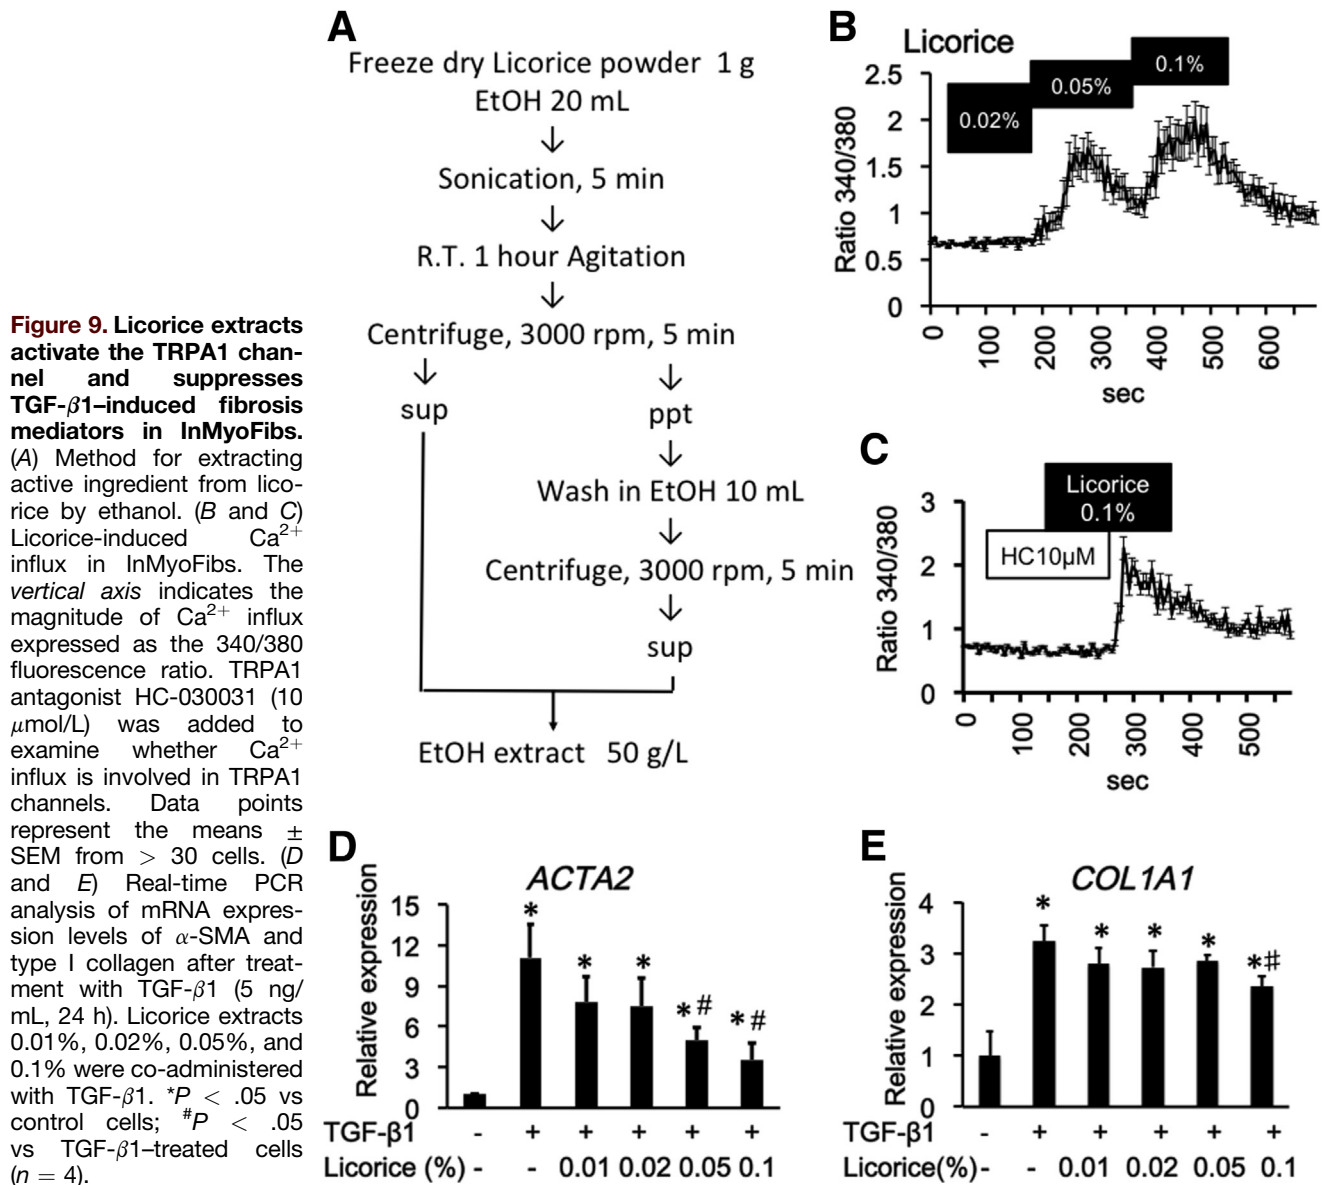 Figure 9. Licorice extracts
activate the TRPA1 chan-
nel and suppresses
TGF-β1–induced fibrosis
mediators in InMyoFibs.
(A) Method for extracting
active ingredient from lico-
rice by ethanol. (B and C)
Licorice-induced Ca2+
influx in InMyoFibs. The
vertical axis indicates the
magnitude of Ca2+ influx
expressed as the 340/380
fluorescence ratio. TRPA1
antagonist HC-030031 (10
μmol/L) was added to
examine whether Ca2+
influx is involved in TRPA1
channels. Data points
represent the means ±
SEM from > 30 cells. (D
and E) Real-time PCR
analysis of mRNA expres-
sion levels of α-SMA and
type I collagen after treat-
ment with TGF-β1 (5 ng/
mL, 24 h). Licorice extracts
0.01%, 0.02%, 0.05%, and
0.1% were co-administered
with TGF-β1. *P < .05 vs
control cells; #P < .05
vs TGF-β1–treated cells
(n = 4).
A
Freeze dry Licorice powder 1 g
EtOH 20 mL
↓
Sonication, 5 min
↓
R.T. 1 hour Agitation
↓
Centrifuge, 3000 rpm, 5 min
↓ ↓
sup ppt
↓
Wash in EtOH 10 mL
↓
Centrifuge, 3000 rpm, 5 min
↓
sup
EtOH extract 50 g/L
B
Licorice
0.02%
0.05%
0.1%
Ratio 340/380
2.5
2
1.5
1
0.5
0
0 100 200 300 400 500 600
sec
C
Licorice
0.1%
HC10μM
Ratio 340/380
3
2
1
0
0 100 200 300 400 500
sec
D
ACTA2
Relative expression
15
12
9
6
3
0
* * * *# *#
TGF-β1 - + + + + +
Licorice (%) - - 0.01 0.02 0.05 0.1
E
COL1A1
Relative expression
4
3
2
1
0
* * * * *#
TGF-β1 - + + + + +
Licorice(%) - - 0.01 0.02 0.05 0.1